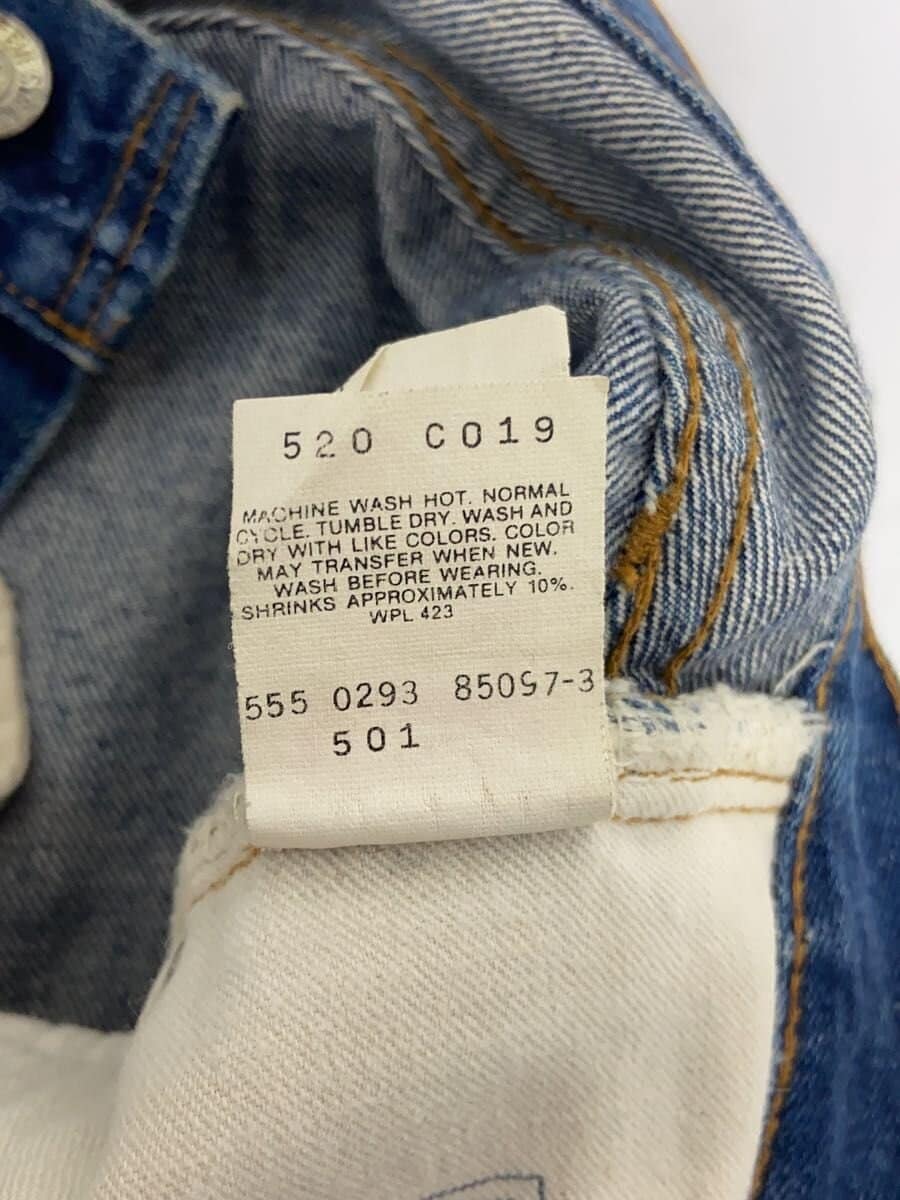 520 C019
MACHINE WASH HOT. NORMAL
CYCLE. TUMBLE DRY. WASH AND
DRY WITH LIKE COLORS. COLOR
MAY TRANSFER WHEN NEW.
WASH BEFORE WEARING.
SHRINKS APPROXIMATELY 10%.
WPL 423
555 0293 85097-3
501